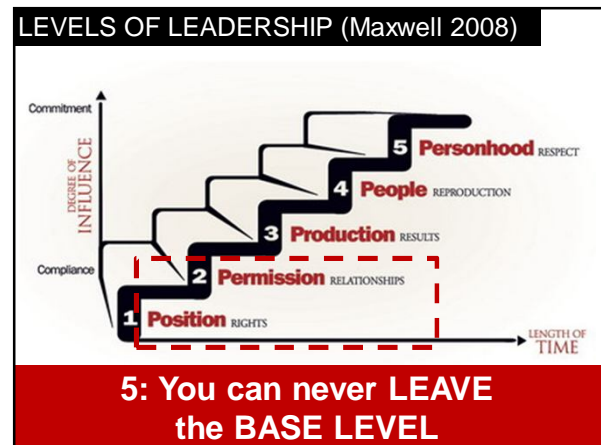 LEVELS OF LEADERSHIP (Maxwell 2008)
Commitment
DEGREE OF
INFLUENCE
Compliance
5 Personhood RESPECT
4 People REPRODUCTION
3 Production RESULTS
2 Permission RELATIONSHIPS
1 Position RIGHTS
LENGTH OF
TIME
5: You can never LEAVE
the BASE LEVEL